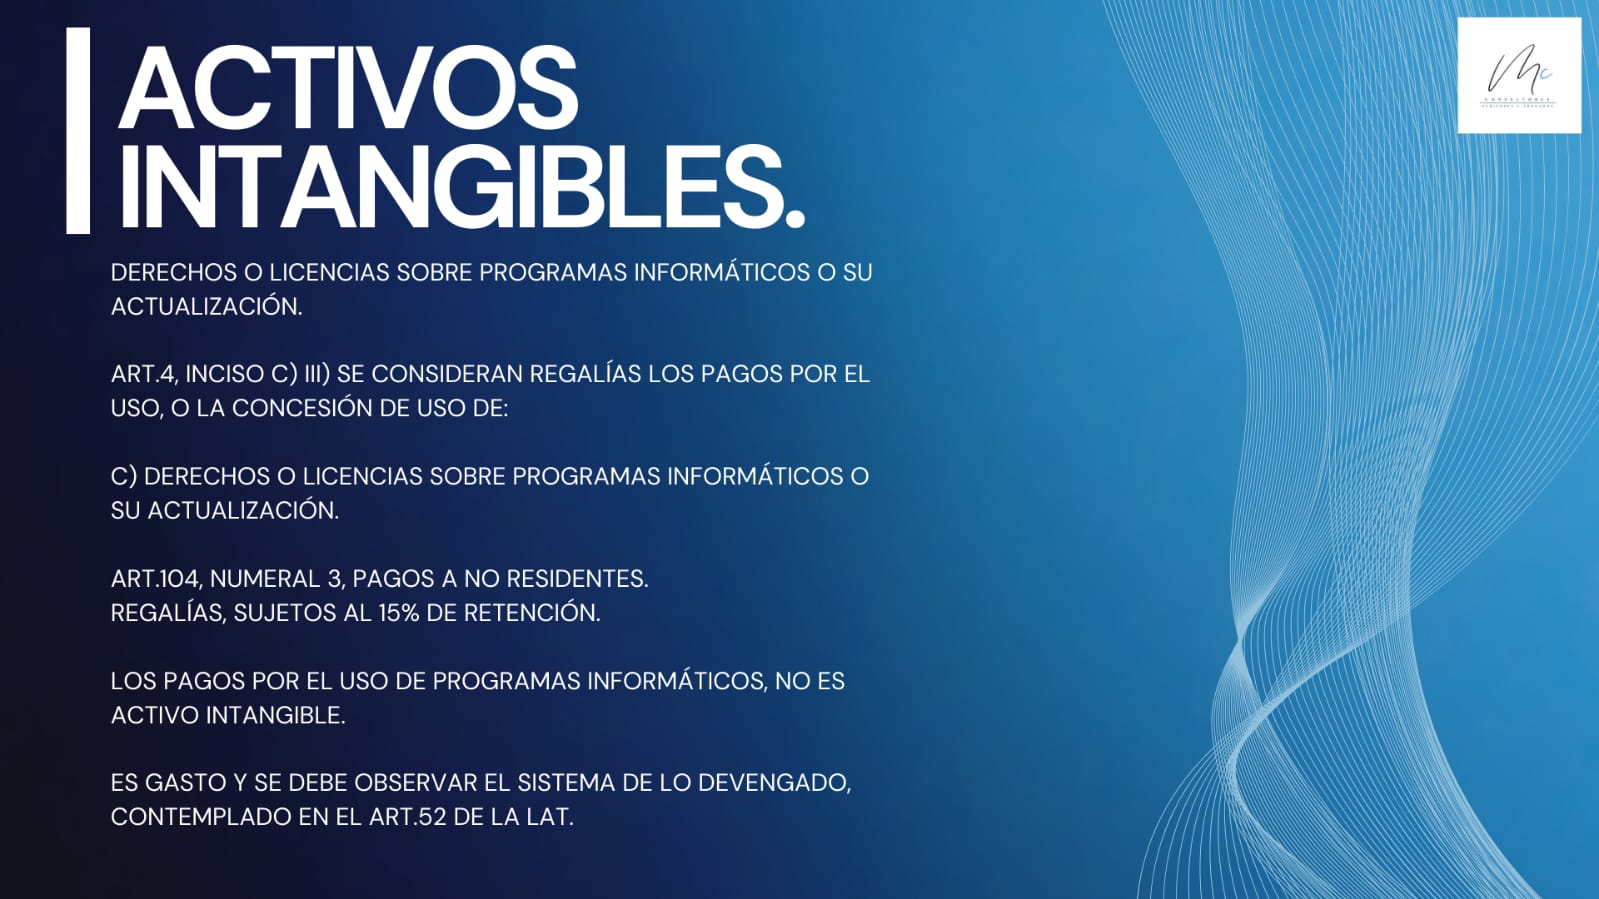 ACTIVOS
INTANGIBLES.
DERECHOS O LICENCIAS SOBRE PROGRAMAS INFORMÁTICOS O SU
ACTUALIZACIÓN.
ART.4, INCISO C) III) SE CONSIDERAN REGALÍAS LOS PAGOS POR EL
USO, O LA CONCESIÓN DE USO DE:
C) DERECHOS O LICENCIAS SOBRE PROGRAMAS INFORMÁTICOS O
SU ACTUALIZACIÓN.
ART.104, NUMERAL 3, PAGOS A NO RESIDENTES.
REGALÍAS, SUJETOS AL 15% DE RETENCIÓN.
LOS PAGOS POR EL USO DE PROGRAMAS INFORMÁTICOS, NO ES
ACTIVO INTANGIBLE.
ES GASTO Y SE DEBE OBSERVAR EL SISTEMA DE LO DEVENGADO,
CONTEMPLADO EN EL ART.52 DE LA LAT.
Mc